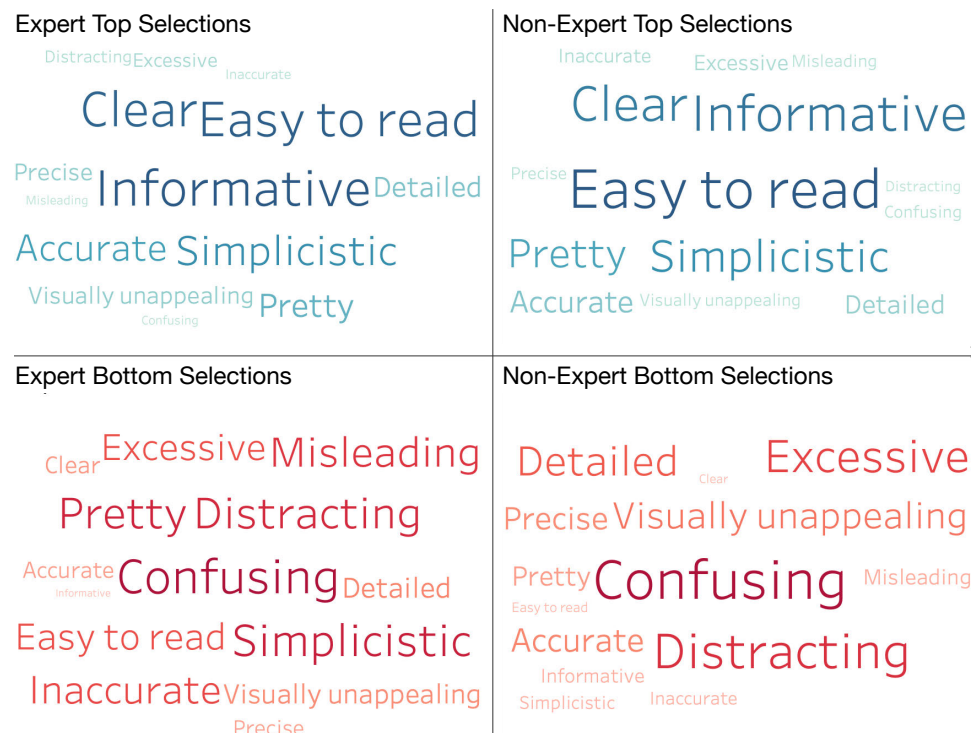 Expert Top Selections
Distracting Excessive
Inaccurate
Clear Easy to read
Precise
Misleading
Informative Detailed
Accurate Simplicistic
Visually unappealing Pretty
Confusing
Non-Expert Top Selections
Inaccurate Excessive Misleading
Clear Informative
Precise Easy to read Distracting
Confusing
Pretty Simplicistic
Accurate Visually unappealing Detailed
Expert Bottom Selections
Clear Excessive Misleading
Pretty Distracting
Accurate
Informative
Confusing Detailed
Easy to read Simplicistic
Inaccurate Visually unappealing
Precise
Non-Expert Bottom Selections
Detailed Clear Excessive
Precise Visually unappealing
Pretty Confusing Misleading
Easy to read
Accurate Distracting
Informative
Simplicistic Inaccurate